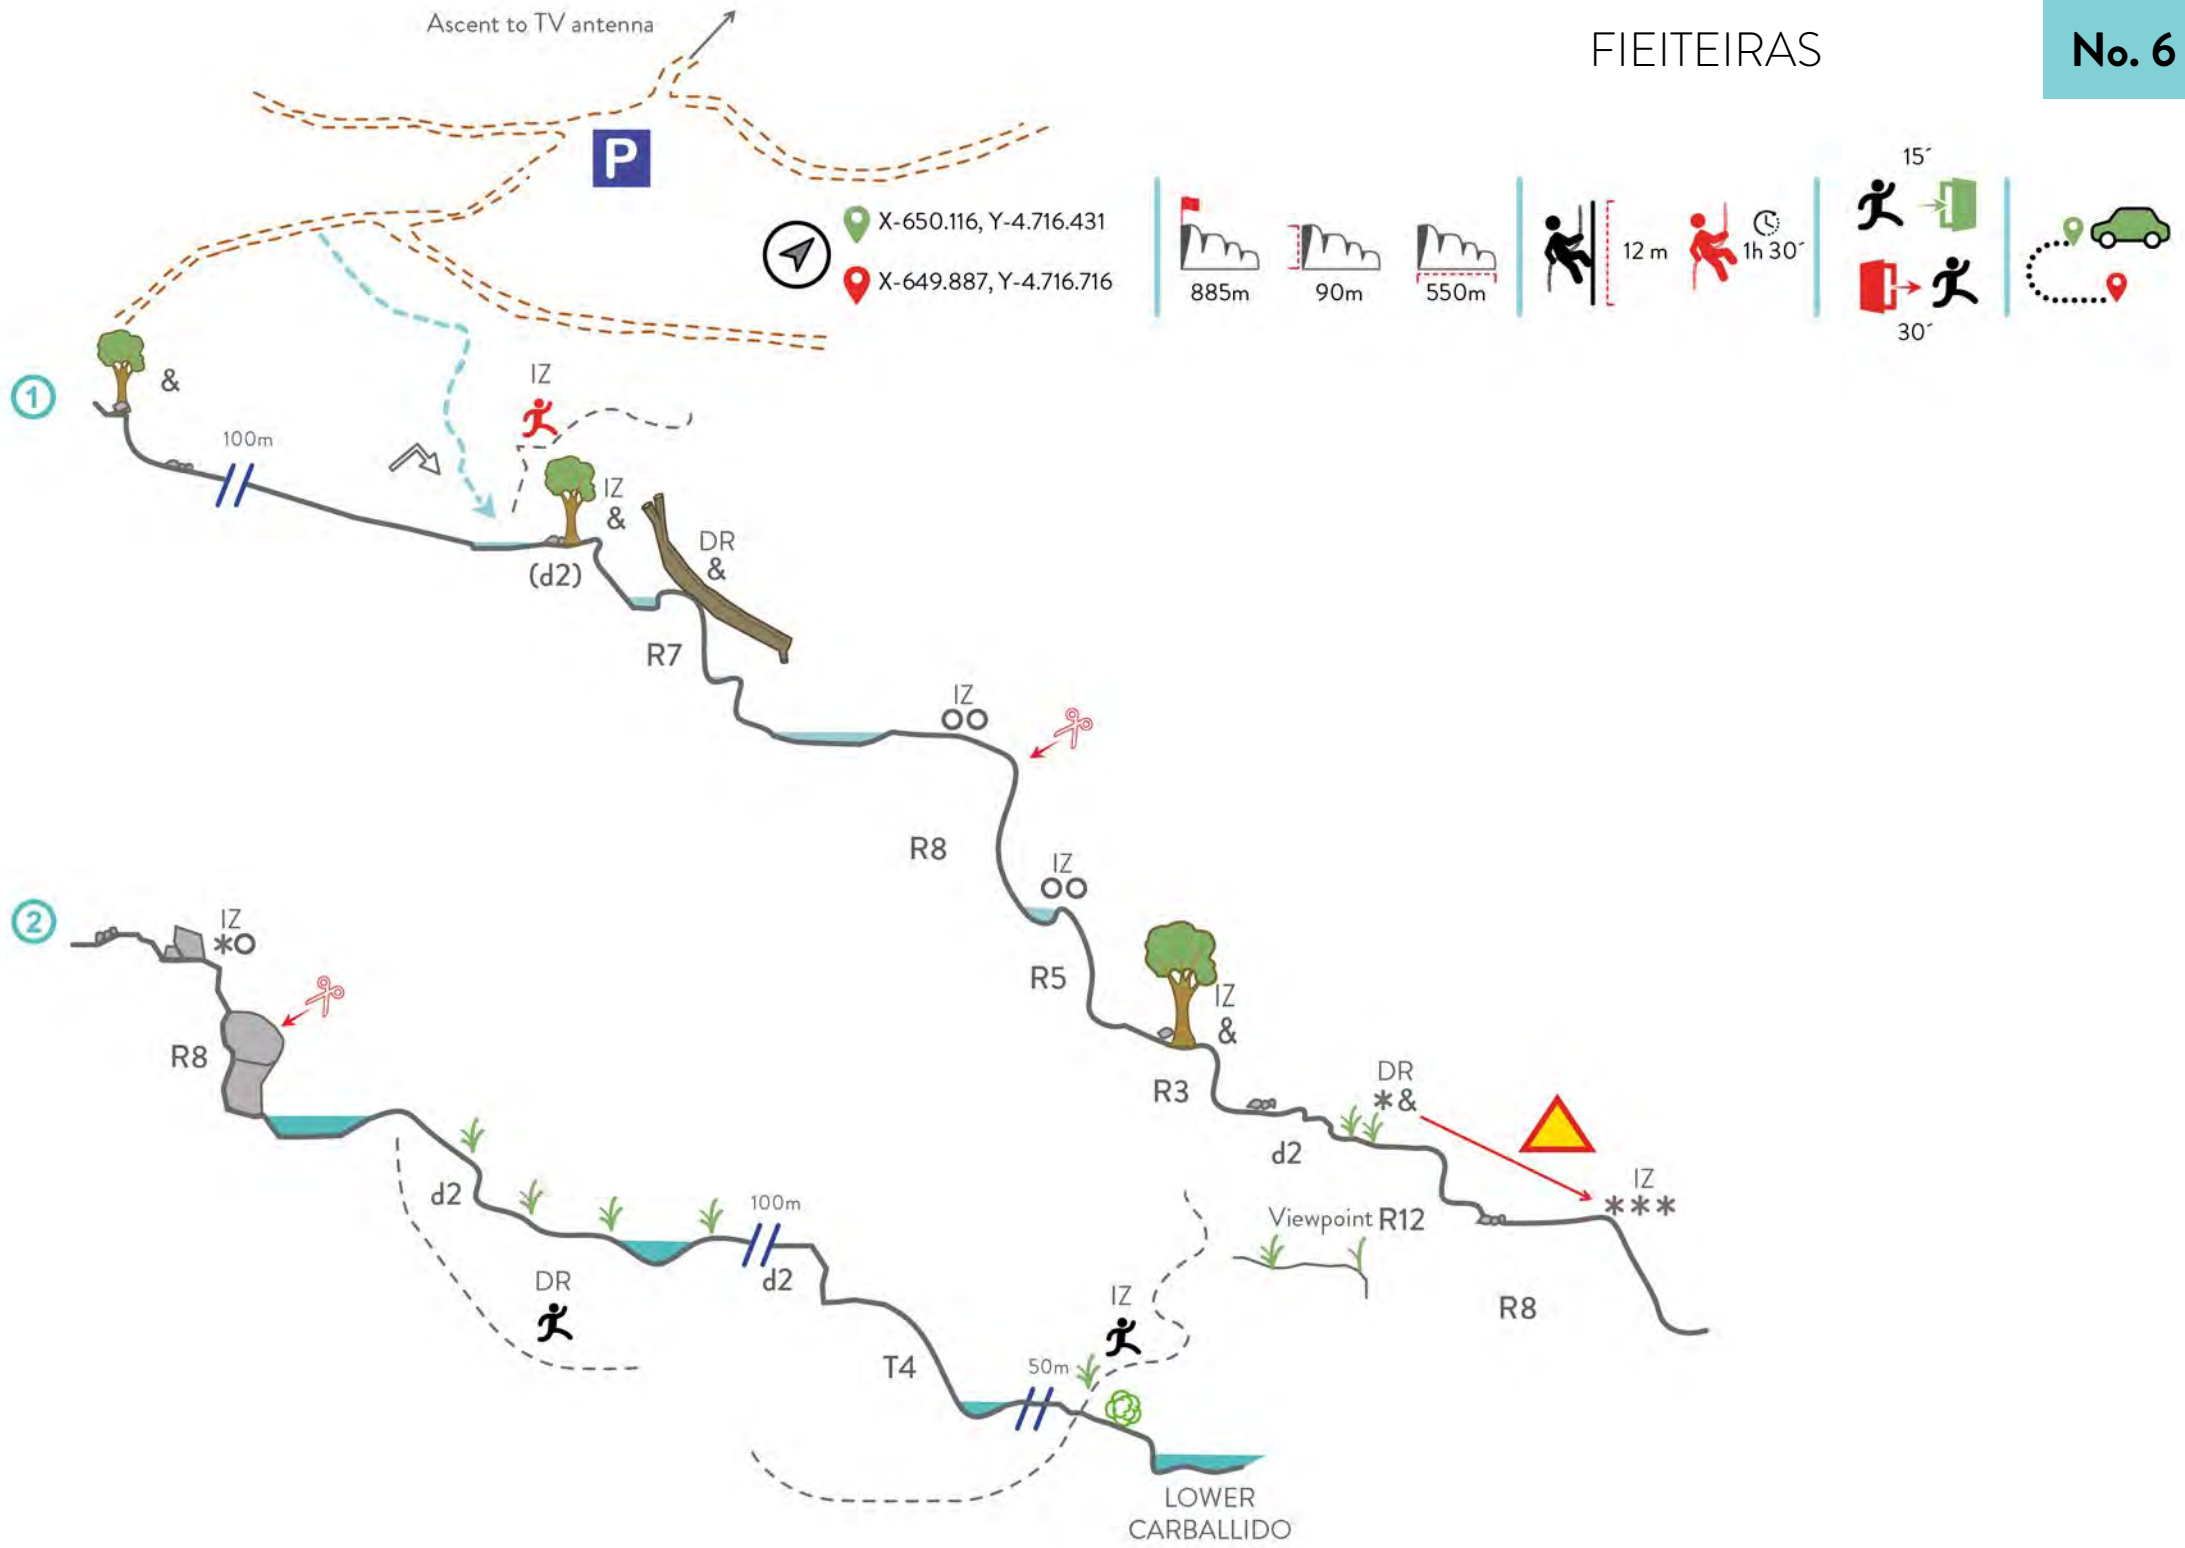 Ascent to TV antenna
FIEITEIRAS
No. 6
P
X-650.116, Y-4.716.431
X-649.887, Y-4.716.716
885m
90m
550m
12 m
1h 30´
15´
30´
1
&
100m
IZ
IZ
&
(d2)
DR
&
R7
IZ
R8
IZ
R5
IZ
&
R3
d2
DR
*&
IZ
***
Viewpoint R12
R8
2
IZ
*O
R8
d2
DR
100m
d2
T4
50m
IZ
LOWER
CARBALLIDO